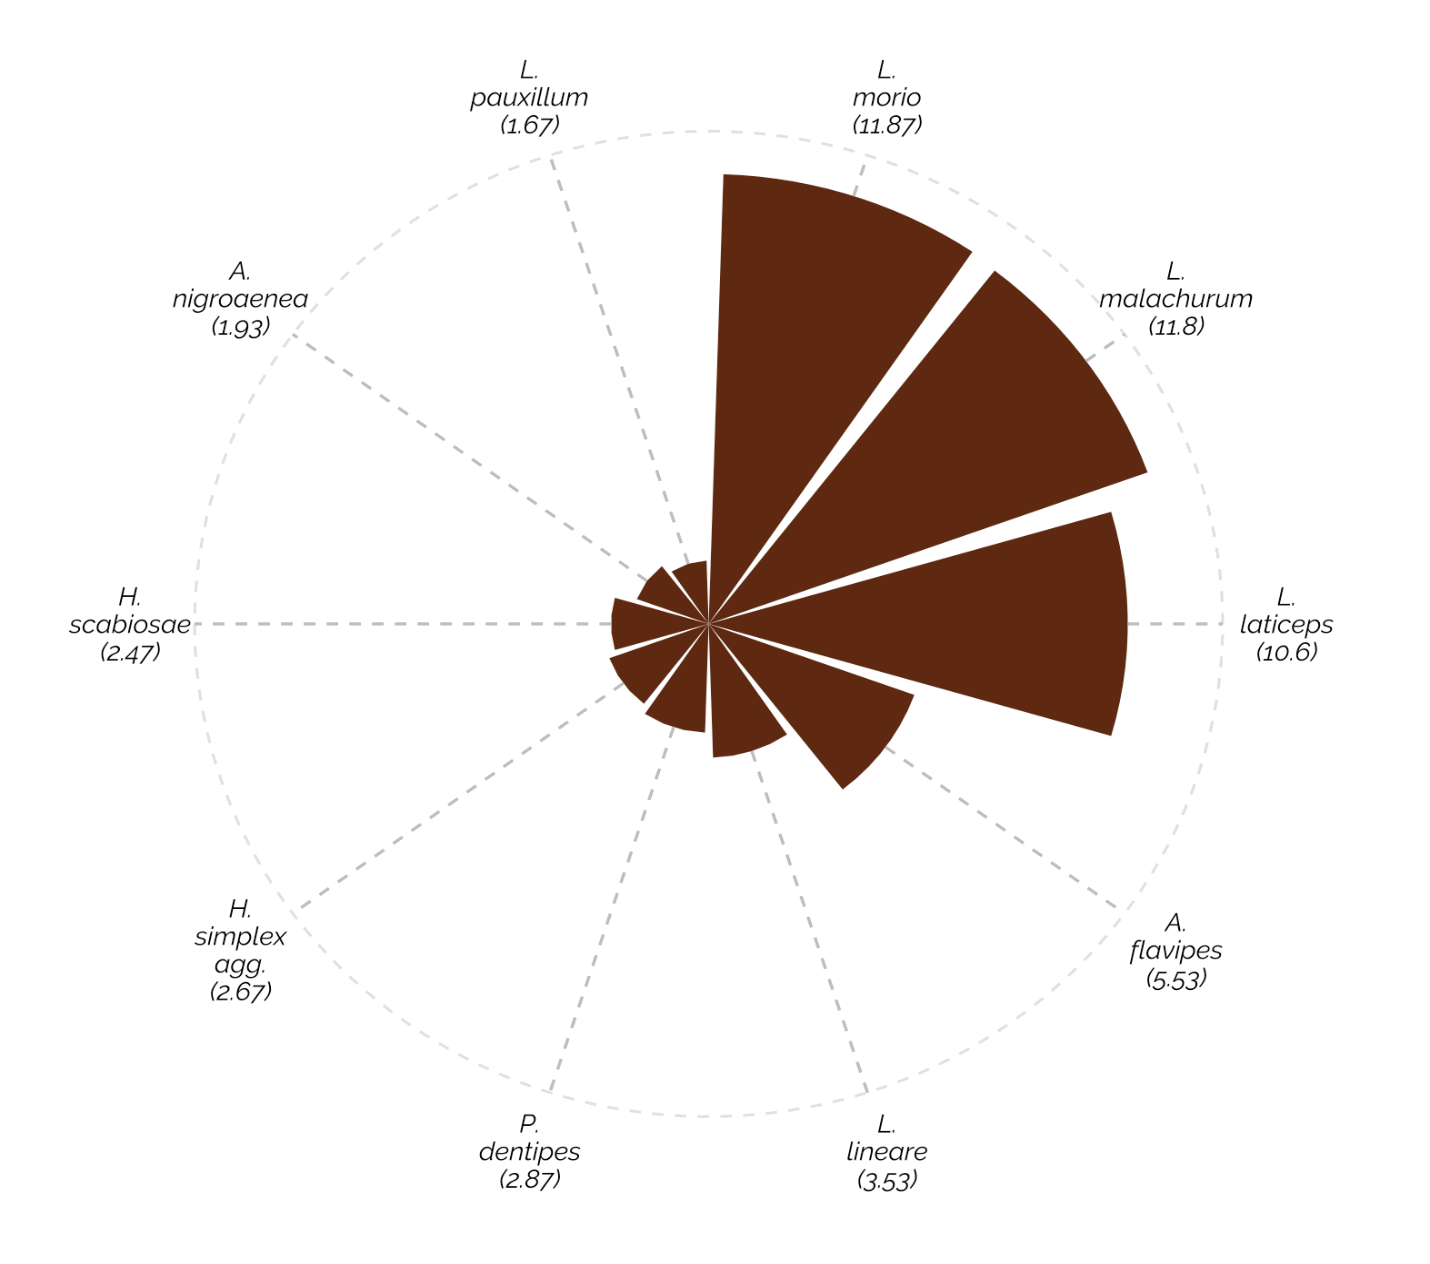 L.
pauxillum
(1.67)
L.
morio
(11.87)
A.
nigroaenea
(1.93)
L.
malachurum
(11.8)
H.
scabiosae
(2.47)
L.
laticeps
(10.6)
H.
simplex
agg.
(2.67)
A.
flavipes
(5.53)
P.
dentipes
(2.87)
L.
lineare
(3.53)